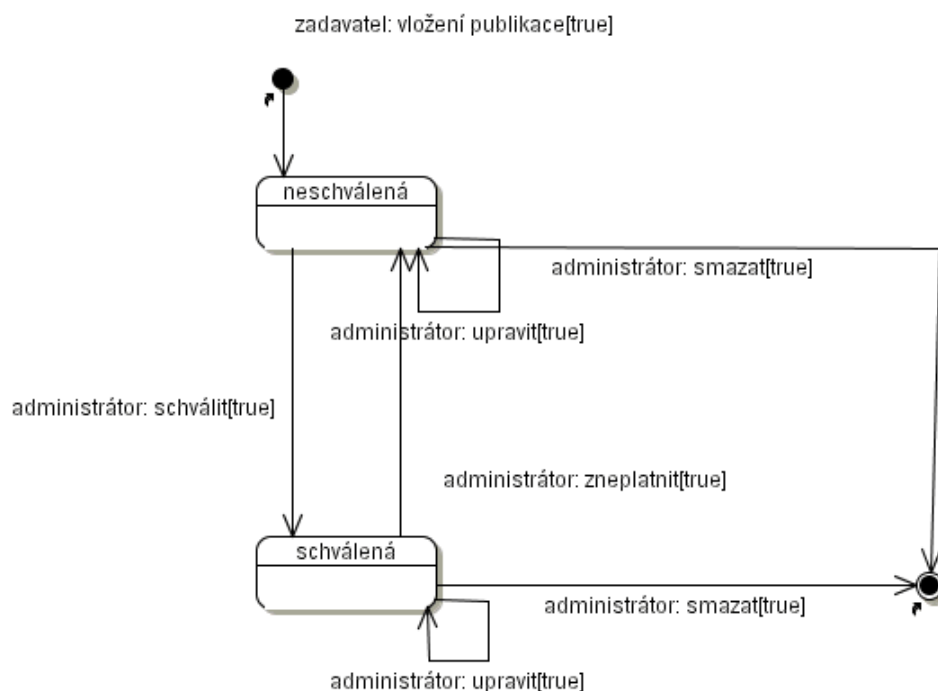 zadavatel: vložení publikace[true]
neschválená
administrátor: smazat[true]
administrátor: upravit[true]
administrátor: schválit[true]
administrátor: zneplatnit[true]
schválená
administrátor: smazat[true]
administrátor: upravit[true]